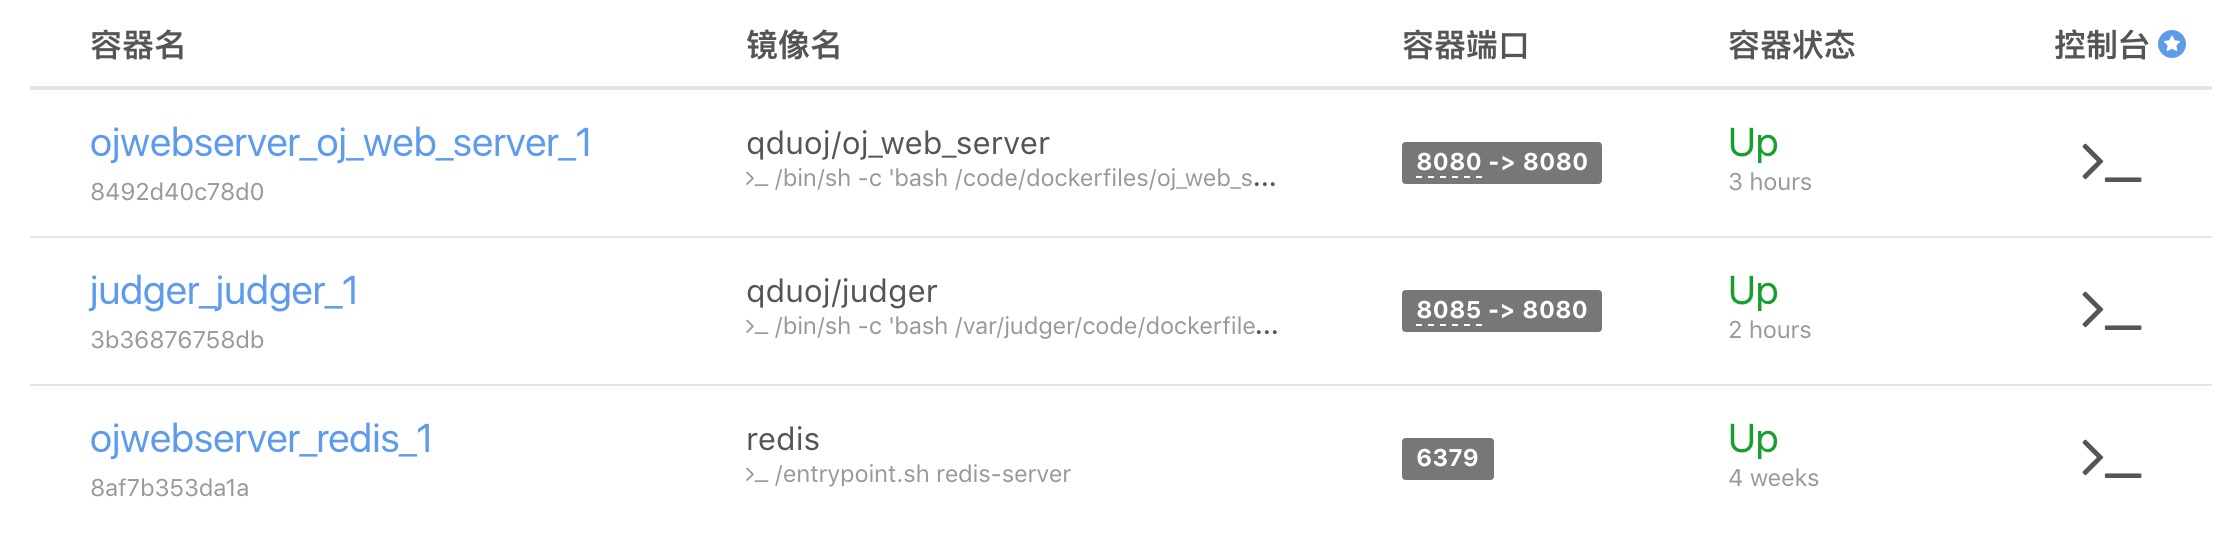 容器名 镜像名 容器端口 容器状态 控制台
ojwebserver_oj_web_server_1 qduoj/oj_web_server 8080 -> 8080 Up
8492d40c78d0 >_ /bin/sh -c 'bash /code/dockerfiles/oj_web_s... 3 hours
judger_judger_1 qduoj/judger 8085 -> 8080 Up
3b36876758db >_ /bin/sh -c 'bash /var/judger/code/dockerfile... 2 hours
ojwebserver_redis_1 redis 6379 Up
8af7b353da1a >_ /entrypoint.sh redis-server 4 weeks